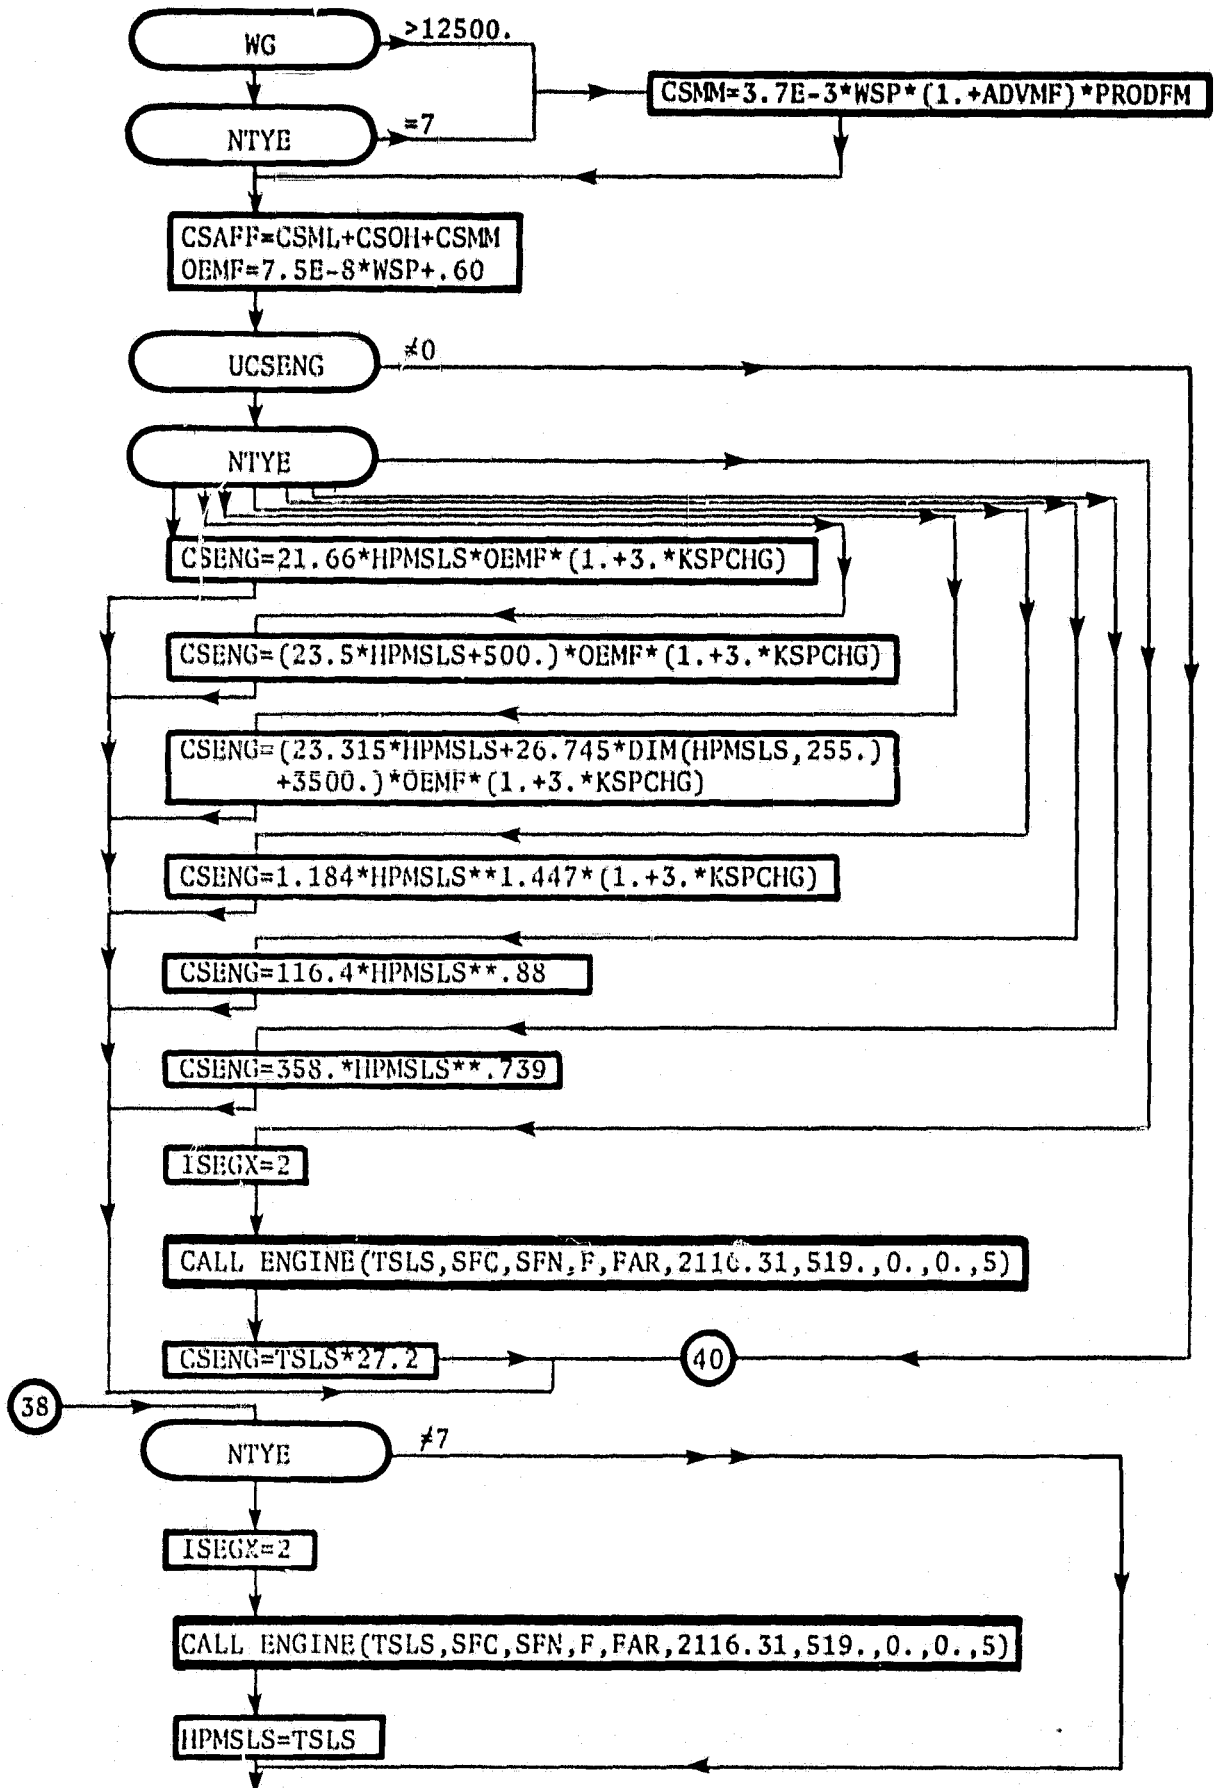 WG
>12500.
CSMM=3.7E-3*WSP*(1.+ADVMF)*PRODFM
NTYE
=7
CSAFF=CSML+CSOH+CSMM
OEMF=7.5E-8*WSP+.60
UCSENG
≠0
NTYE
CSENG=21.66*HPMSLS*OEMF*(1.+3.*KSPCHG)
CSENG=(23.5*HPMSLS+500.)*OEMF*(1.+3.*KSPCHG)
CSENG=(23.315*HPMSLS+26.745*DIM(HPMSLS,255.)
+3500.)*OEMF*(1.+3.*KSPCHG)
CSENG=1.184*HPMSLS**1.447*(1.+3.*KSPCHG)
CSENG=116.4*HPMSLS**.88
CSENG=358.*HPMSLS**.739
ISEGX=2
CALL ENGINE(TSLS,SFC,SFN,F,FAR,2116.31,519.,0.,0.,5)
CSENG=TSLS*27.2
40
38
NTYE
≠7
ISEGX=2
CALL ENGINE(TSLS,SFC,SFN,F,FAR,2116.31,519.,0.,0.,5)
HPMSLS=TSLS